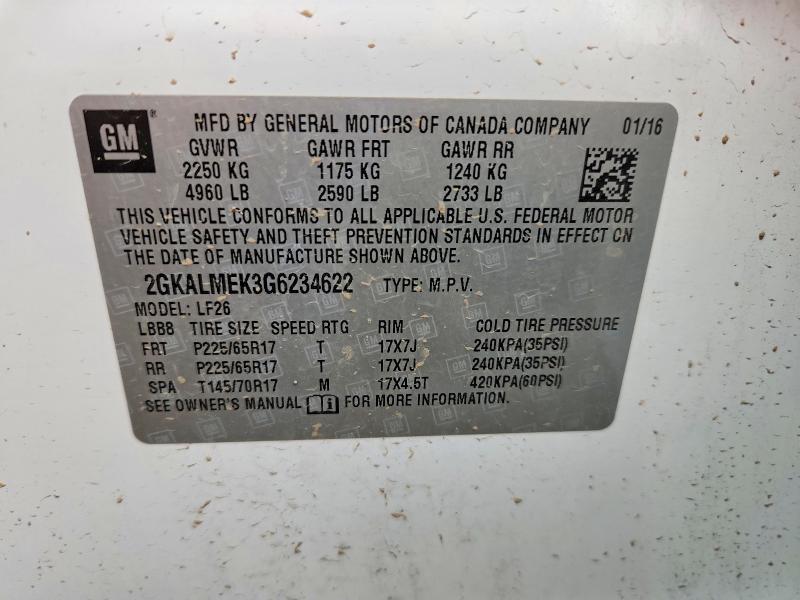 GM ® MFD BY GENERAL MOTORS OF CANADA COMPANY 01/16
GVWR GAWR FRT GAWR RR
2250 KG 1175 KG 1240 KG
4960 LB 2590 LB 2733 LB
THIS VEHICLE CONFORMS TO ALL APPLICABLE U.S. FEDERAL MOTOR
VEHICLE SAFETY AND THEFT PREVENTION STANDARDS IN EFFECT ON
THE DATE OF MANUFACTURE SHOWN ABOVE.
2GKALMEK3G6234622 TYPE: M.P.V.
MODEL: LF26
LBB8 TIRE SIZE SPEED RTG RIM COLD TIRE PRESSURE
FRT P225/65R17 T 17X7J 240KPA(35PSI)
RR P225/65R17 T 17X7J 240KPA(35PSI)
SPA T145/70R17 M 17X4.5T 420KPA(60PSI)
SEE OWNER'S MANUAL FOR MORE INFORMATION.